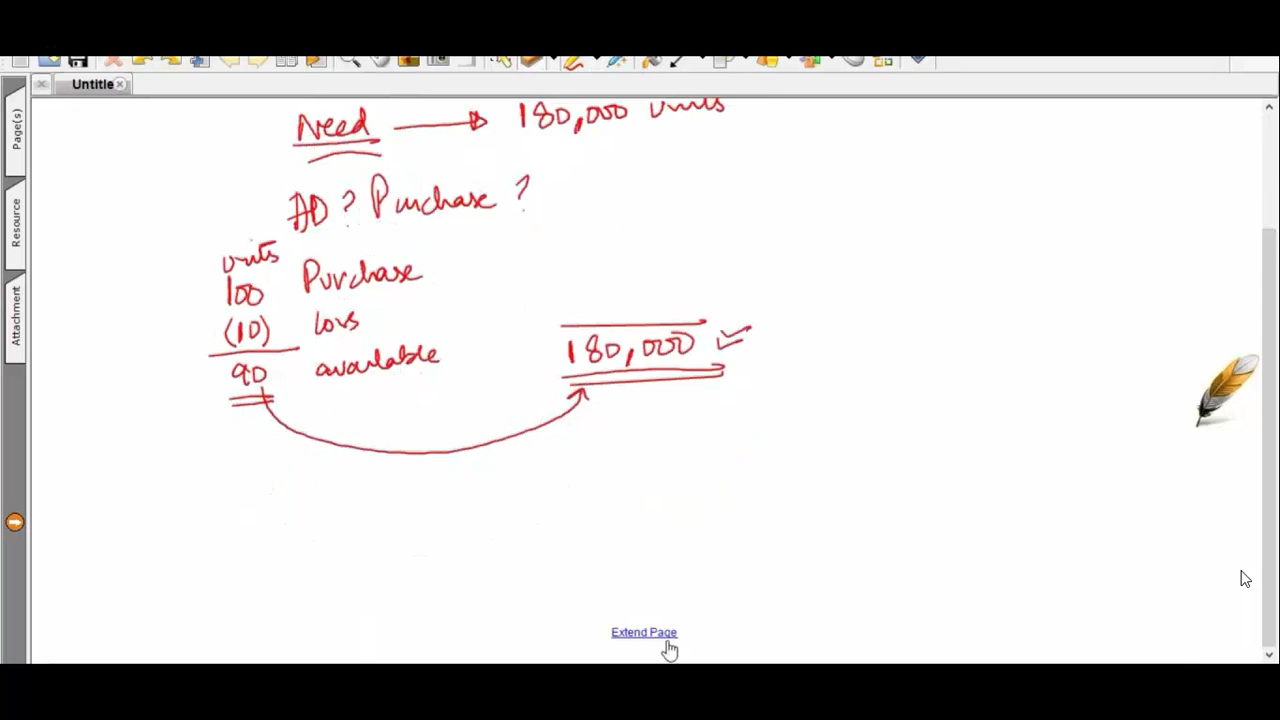 Untitle
Page(s)
Resource
Attachment
Need → 180,000 units
AD ? Purchase ?
units
100 Purchase
(10) loss
90 available
180,000
Extend Page